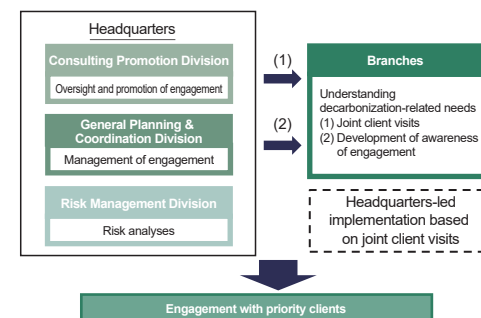 Headquarters
Consulting Promotion Division
Oversight and promotion of engagement
General Planning &
Coordination Division
Management of engagement
Risk Management Division
Risk analyses
(1)
(2)
Branches
Understanding
decarbonization-related needs
(1) Joint client visits
(2) Development of awareness
of engagement
Headquarters-led
implementation based
on joint client visits
Engagement with priority clients